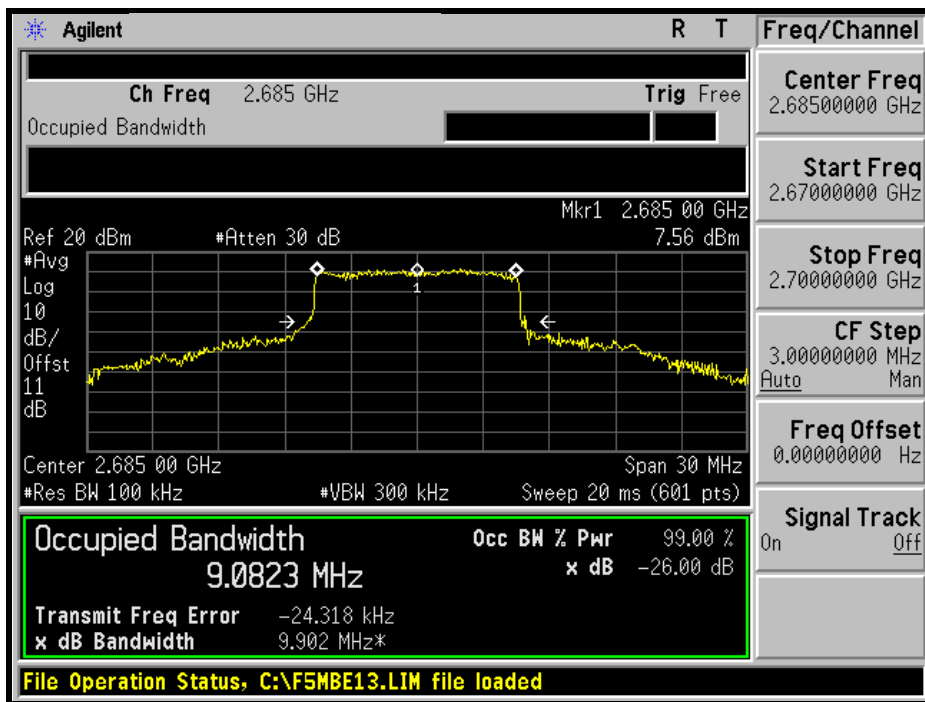 Agilent R T
Freq/Channel
Ch Freq 2.685 GHz Trig Free
Occupied Bandwidth
Center Freq
2.68500000 GHz
Start Freq
2.67000000 GHz
Stop Freq
2.70000000 GHz
CF Step
3.00000000 MHz
Auto Man
Freq Offset
0.00000000 Hz
Signal Track
On Off
Mkr1 2.685 00 GHz
Ref 20 dBm #Atten 30 dB 7.56 dBm
#Avg
Log
10
dB/
Offst
11
dB
1
Center 2.685 00 GHz Span 30 MHz
#Res BW 100 kHz #VBW 300 kHz Sweep 20 ms (601 pts)
Occupied Bandwidth
9.0823 MHz
Occ BW % Pwr 99.00 %
x dB -26.00 dB
Transmit Freq Error -24.318 kHz
x dB Bandwidth 9.902 MHz*
File Operation Status, C:\F5MBE13.LIM file loaded